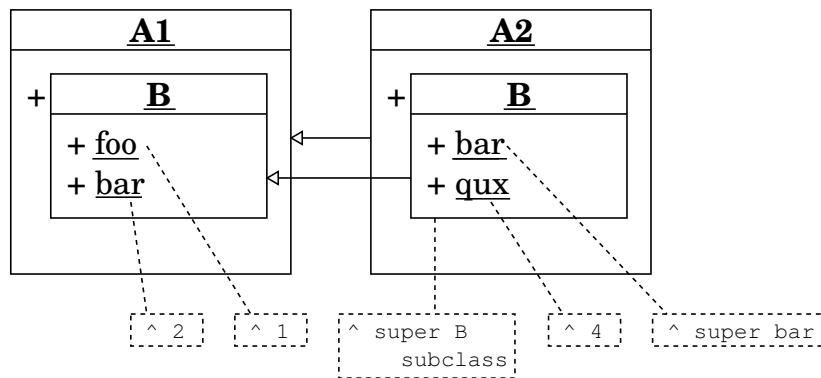 A1
A2
+ B
+ B
+ foo
+ bar
+ bar
+ qux
^ 2
^ 1
^ super B
subclass
^ 4
^ super bar